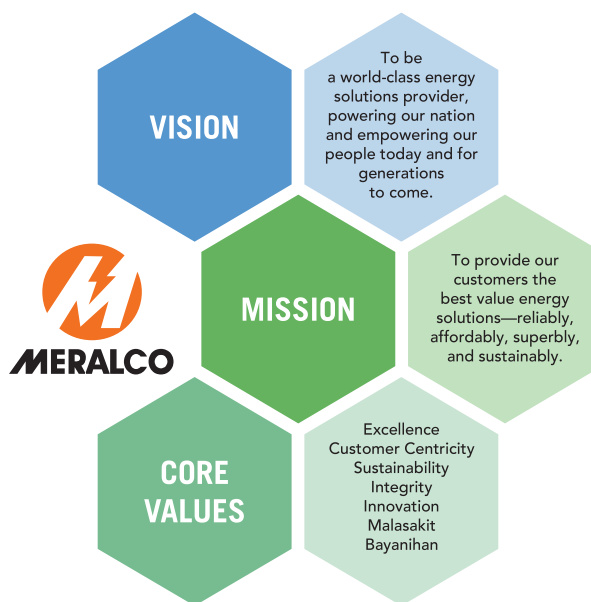 VISION
To be
a world-class energy
solutions provider,
powering our nation
and empowering our
people today and for
generations
to come.
MERALCO
MISSION
To provide our
customers the
best value energy
solutions—reliably,
affordably, superbly,
and sustainably.
CORE
VALUES
Excellence
Customer Centricity
Sustainability
Integrity
Innovation
Malasakit
Bayanihan